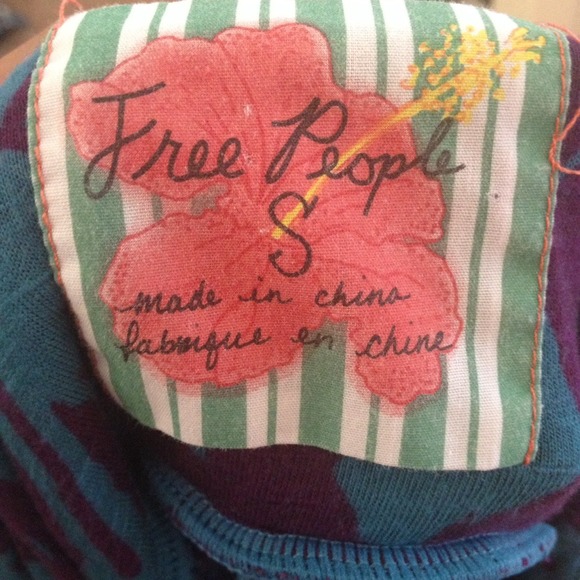 Free People
S
made in china
fabrique en chine